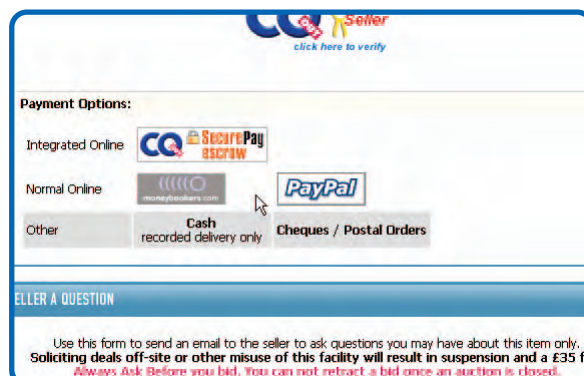 CQ Seller
click here to verify
Payment Options:
Integrated Online CQ SecurePay
escrow
Normal Online moneybookers.com PayPal
Other Cash Cheques / Postal Orders
recorded delivery only
ELLER A QUESTION
Use this form to send an email to the seller to ask questions you may have about this item only.
Soliciting deals off-site or other misuse of this facility will result in suspension and a £35 f
Always Ask Before you bid. You can not retract a bid once an auction is closed.